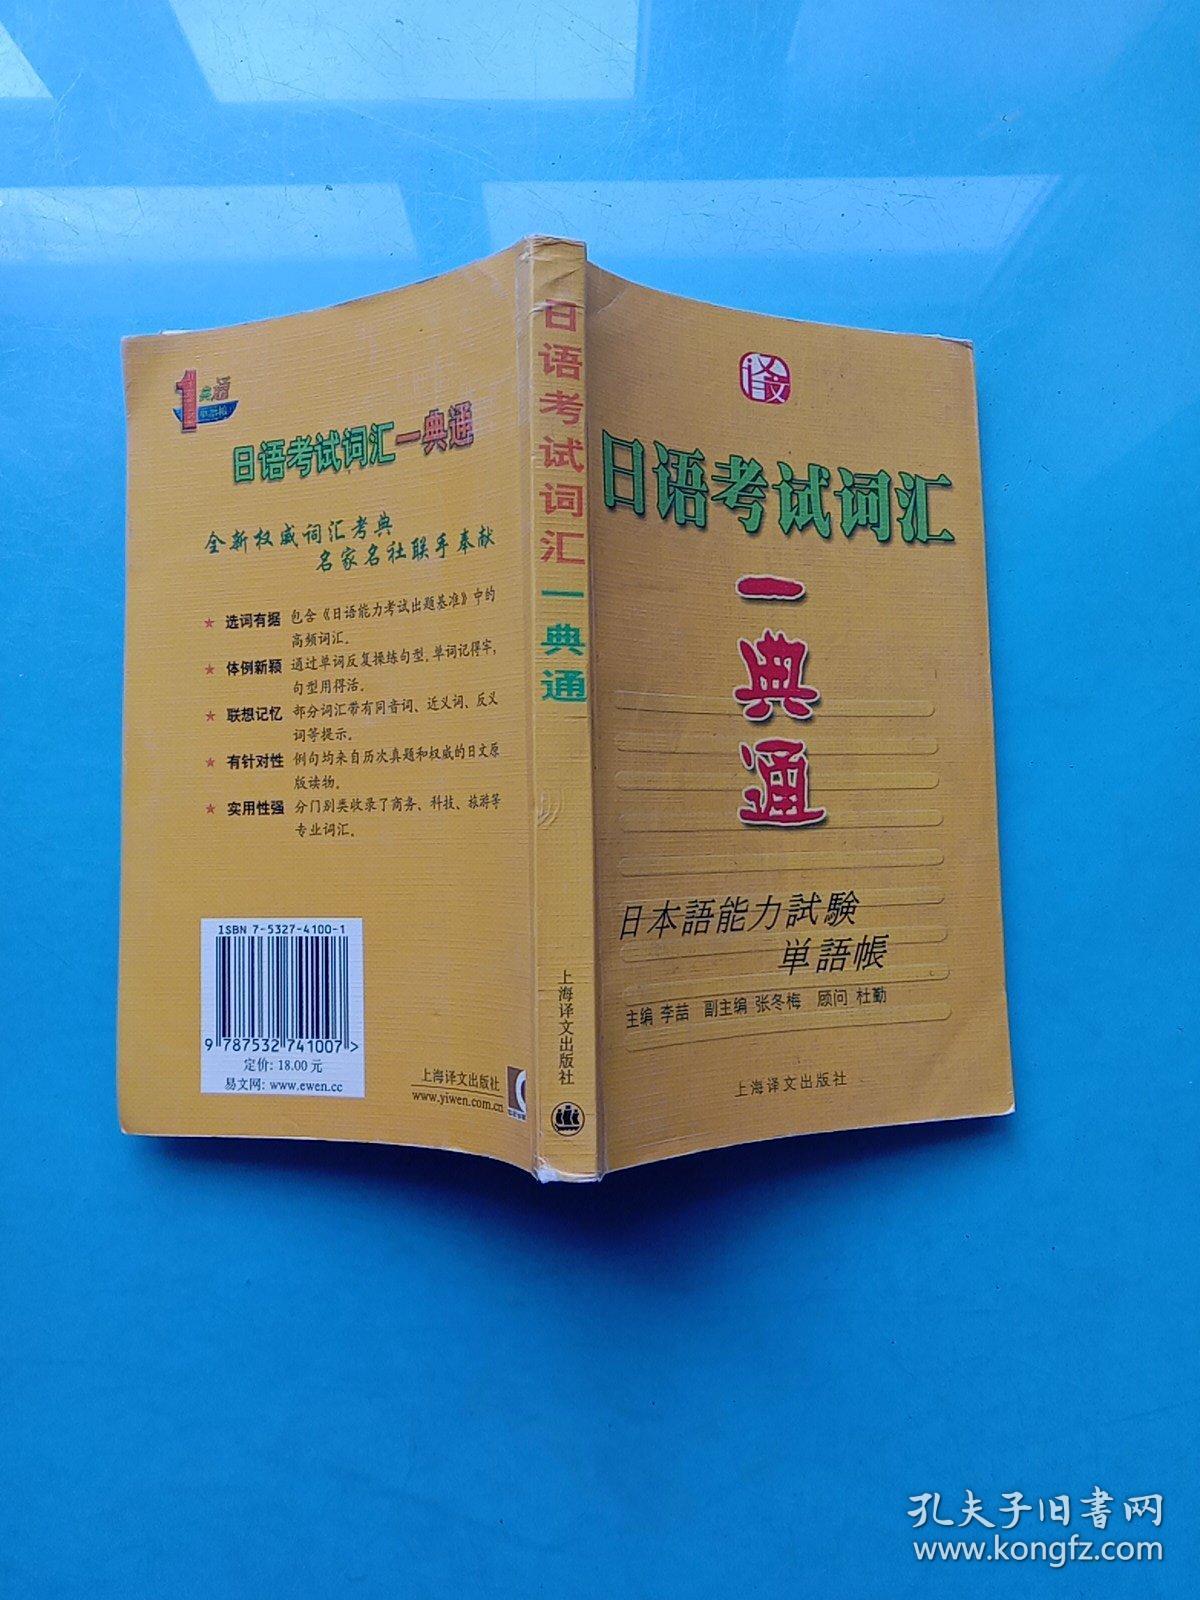 1典通
日语考试词汇一典通
全新权威词汇考典
名家名社联手奉献
★ 选词有据 包含《日语能力考试出题基准》中的
高频词汇。
★ 体例新颖 通过单词反复操练句型,单词记得牢,
句型用得活。
★ 联想记忆 部分词汇带有同音词、近义词、反义
词等提示。
★ 有针对性 例句均来自历次真题和权威的日文原
版读物。
★ 实用性强 分门别类收录了商务、科技、旅游等
专业词汇。
ISBN 7-5327-4100-1
9 787532 741007 >
定价: 18.00 元
易文网: www.ewen.cc
上海译文出版社
www.yiwen.com.cn
日语考试词汇一典通
上海译文出版社
译文
日语考试词汇
一
典
通
日本語能力試験
単語帳
主编 李喆 副主编 张冬梅 顾问 杜勤
上海译文出版社
孔夫子旧书网
www.kongfz.com